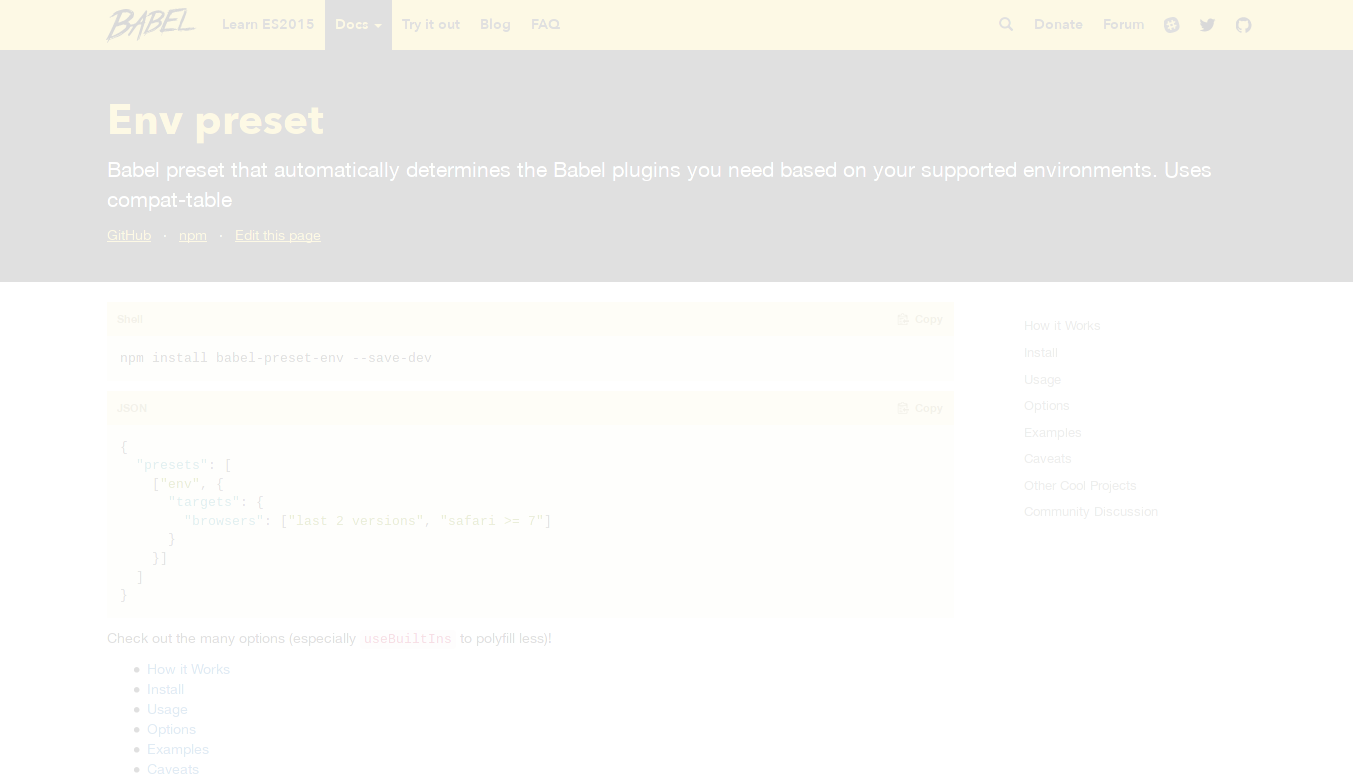 BABEL Learn ES2015 Docs Try it out Blog FAQ Donate Forum
Env preset
Babel preset that automatically determines the Babel plugins you need based on your supported environments. Uses
compat-table
GitHub · npm · Edit this page
Shell Copy
npm install babel-preset-env --save-dev
JSON Copy
{
  "presets": [
    ["env", {
      "targets": {
        "browsers": ["last 2 versions", "safari >= 7"]
      }
    }]
  ]
}
Check out the many options (especially useBuiltIns to polyfill less)!
How it Works
Install
Usage
Options
Examples
Caveats
How it Works
Install
Usage
Options
Examples
Caveats
Other Cool Projects
Community Discussion